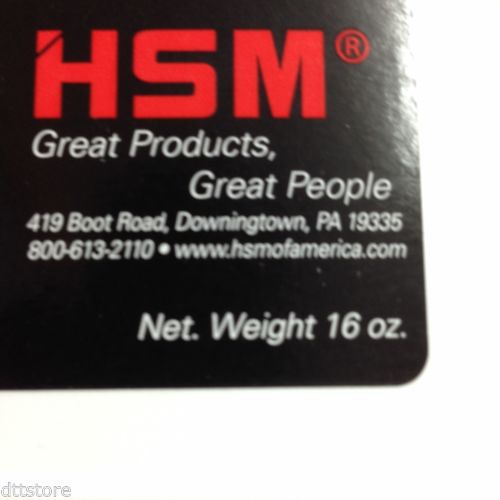 HSM®
Great Products,
Great People
419 Boot Road, Downingtown, PA 19335
800-613-2110 • www.hsmofamerica.com
Net. Weight 16 oz.
dttstore